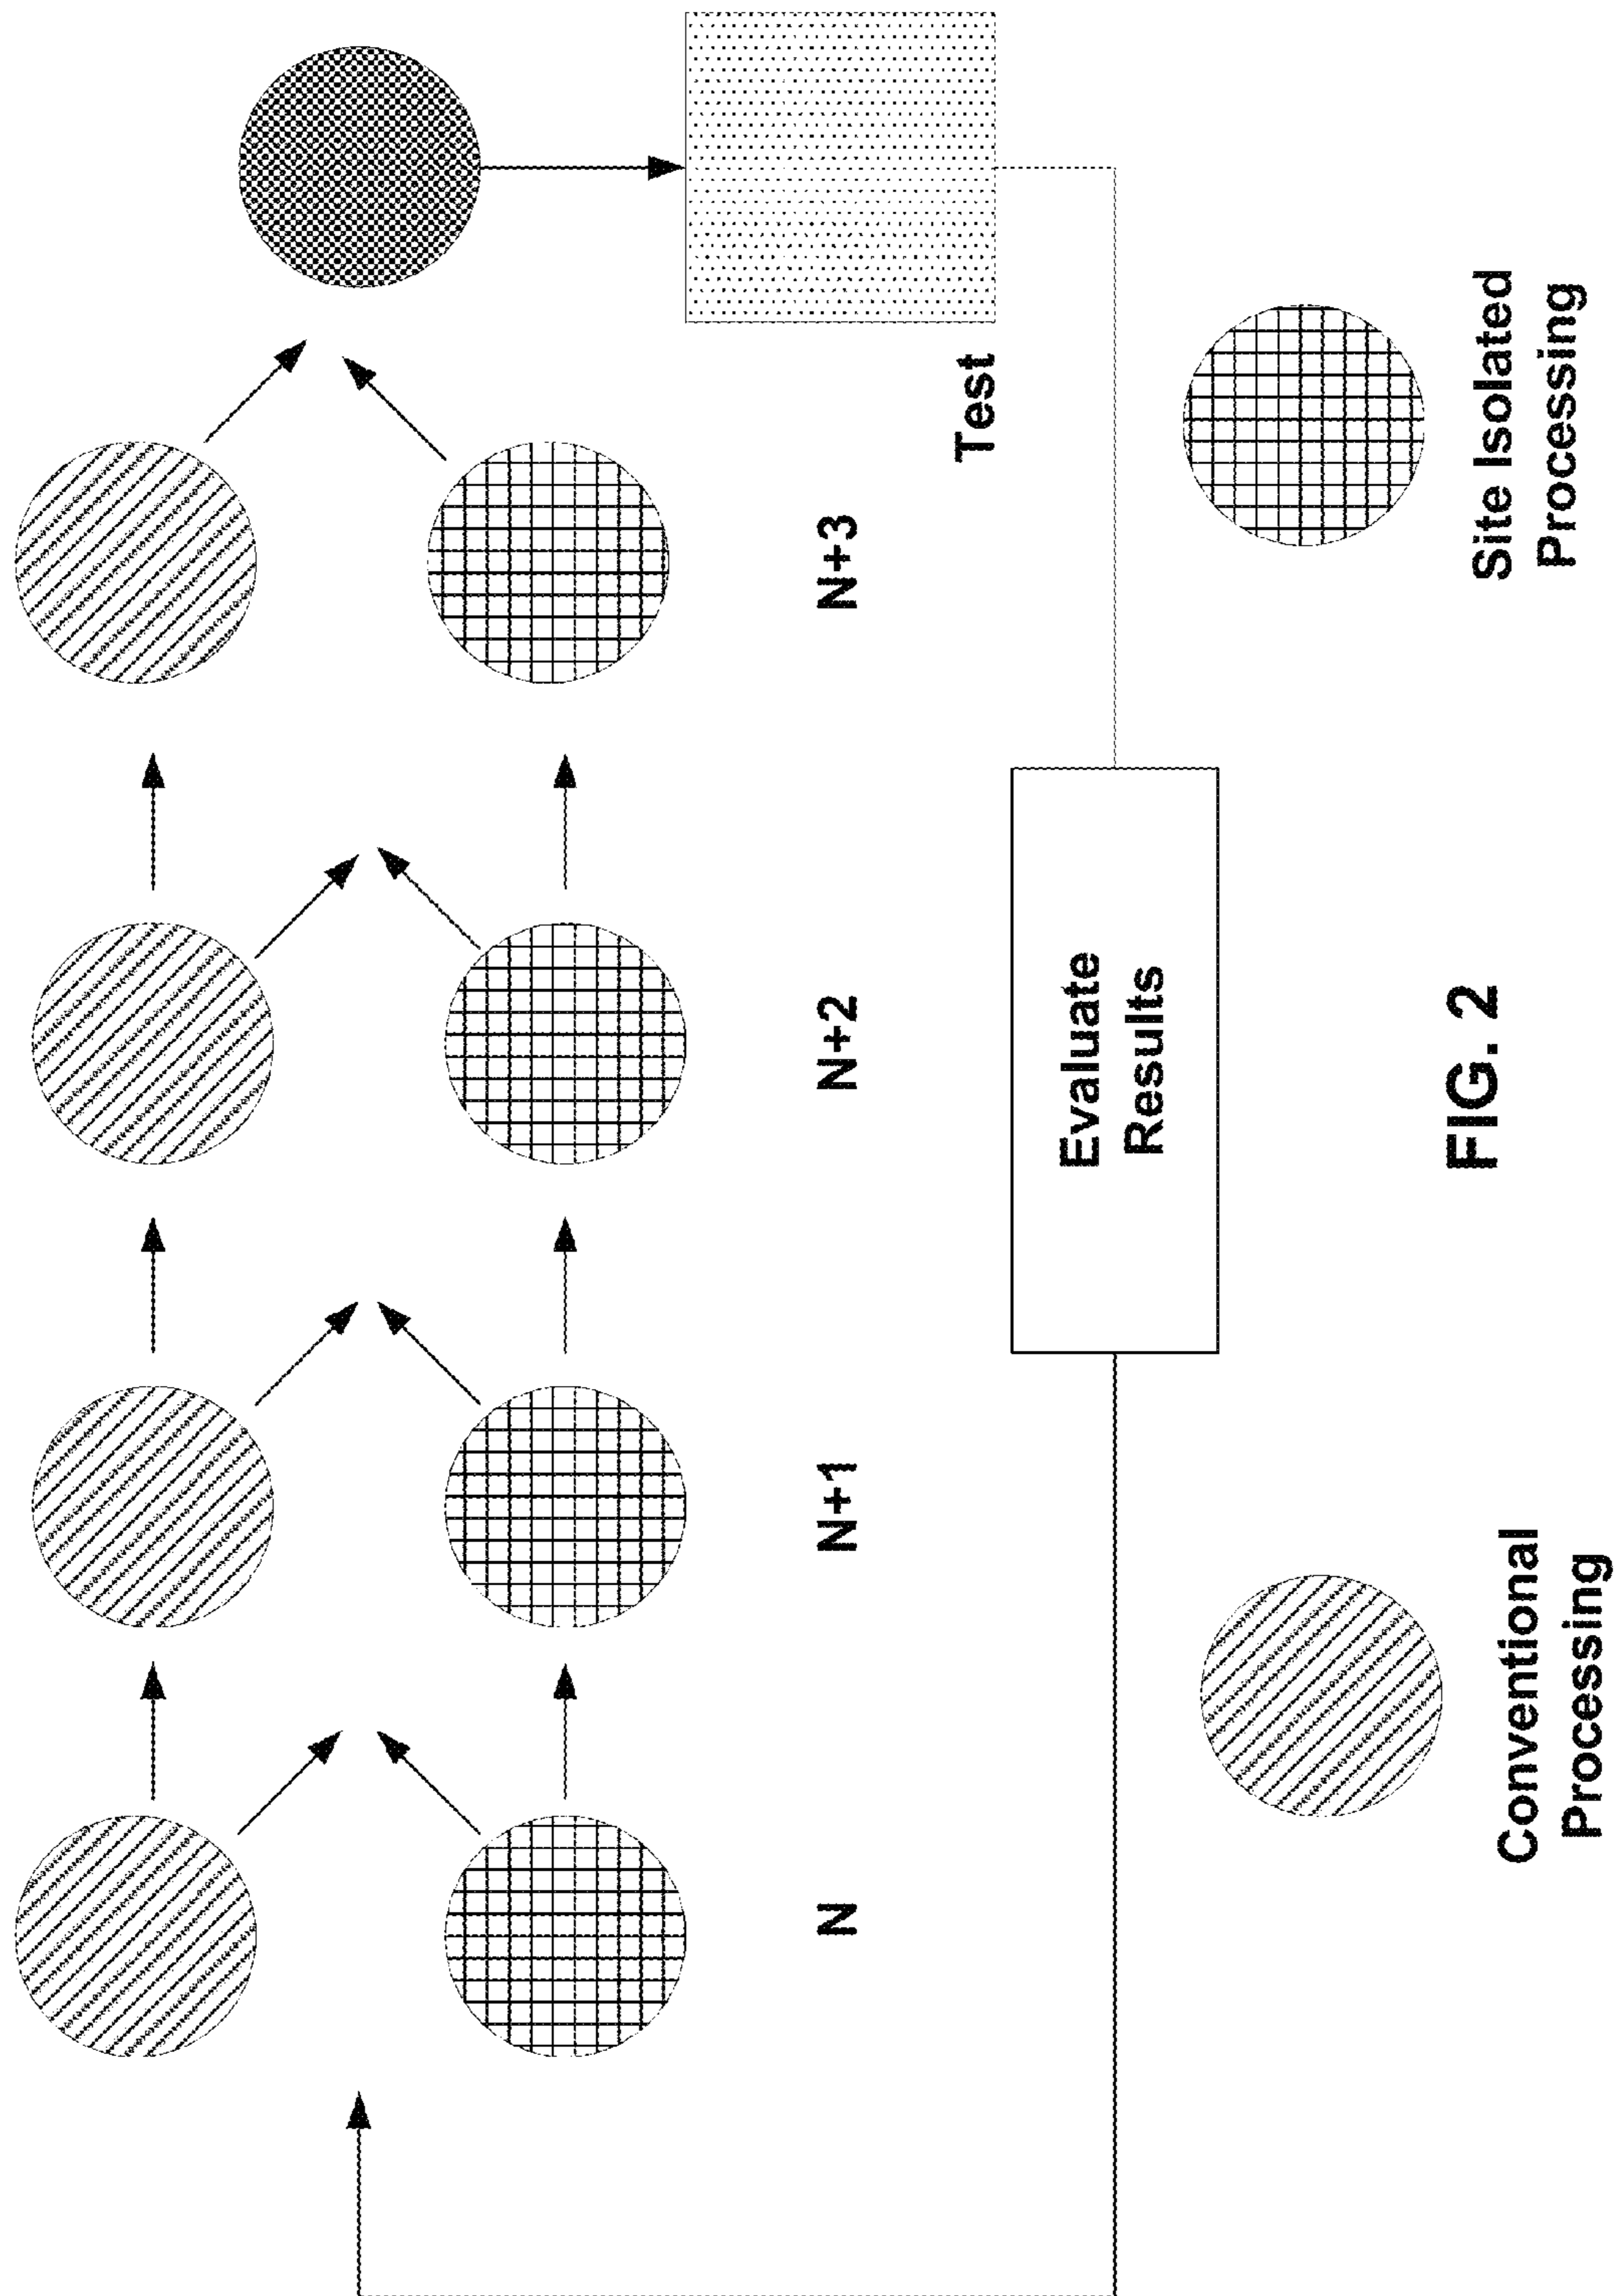 N
N+1
N+2
N+3
Test
Evaluate
Results
Conventional
Processing
Site Isolated
Processing
FIG. 2